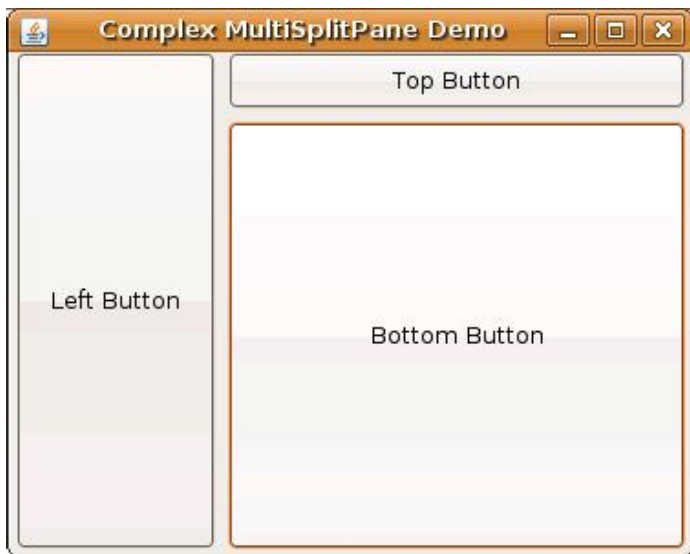 Complex MultiSplitPane Demo
Top Button
Left Button
Bottom Button